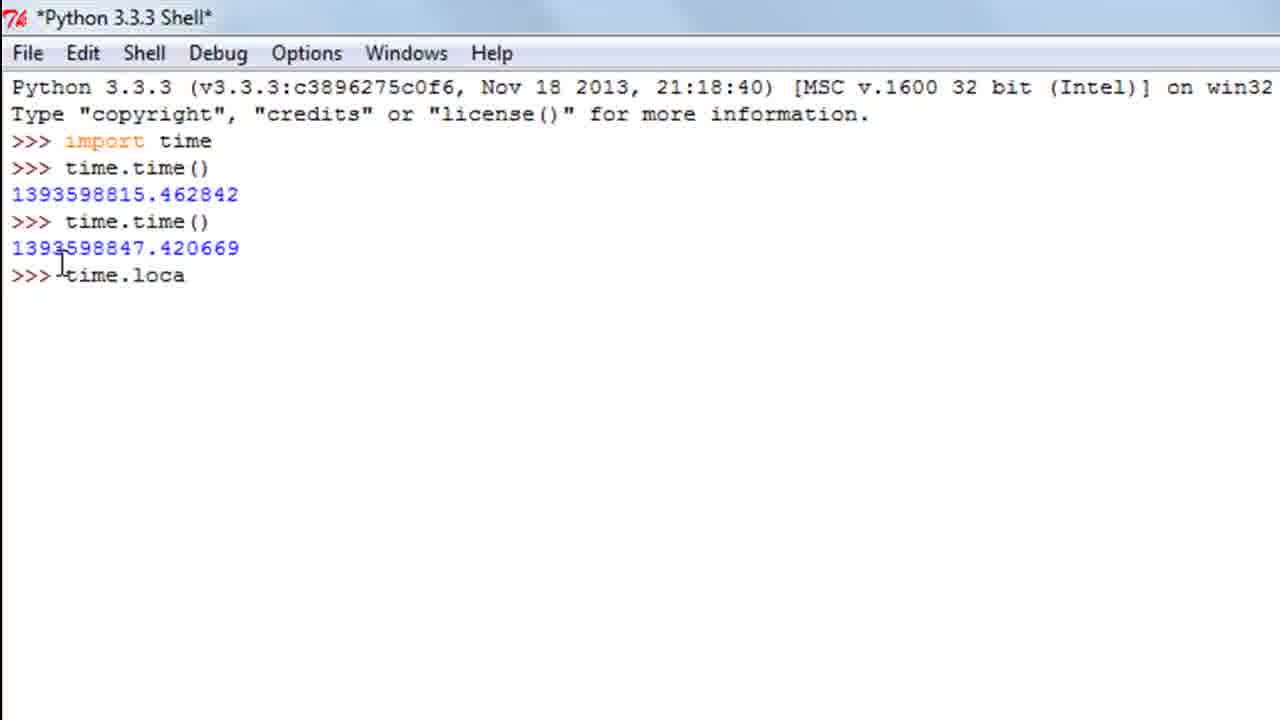 *Python 3.3.3 Shell*
File Edit Shell Debug Options Windows Help
Python 3.3.3 (v3.3.3:c3896275c0f6, Nov 18 2013, 21:18:40) [MSC v.1600 32 bit (Intel)] on win32
Type "copyright", "credits" or "license()" for more information.
>>> import time
>>> time.time()
1393598815.462842
>>> time.time()
1393598847.420669
>>> time.loca